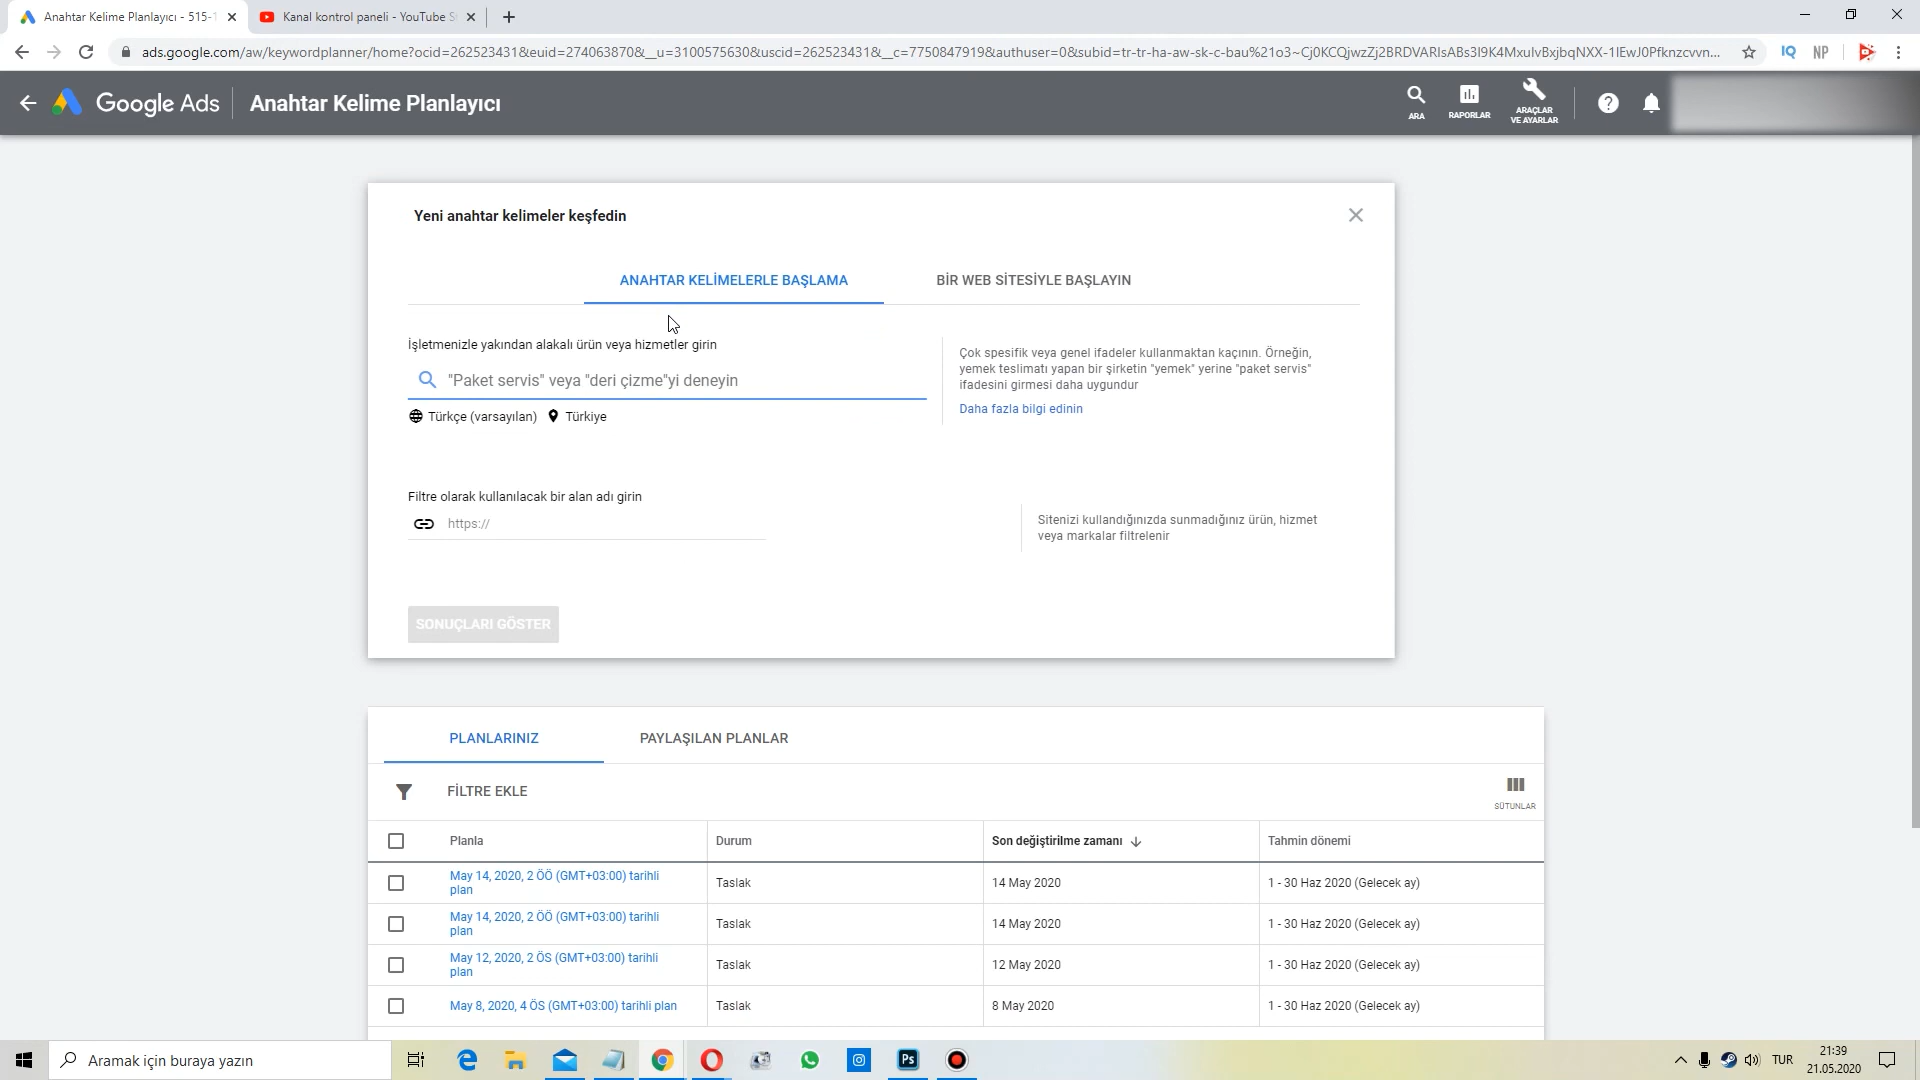 Anahtar Kelime Planlayıcı - 515-1
Kanal kontrol paneli - YouTube S
ads.google.com/aw/keywordplanner/home?ocid=262523431&euid=274063870&__u=31005575630&uscid=262523431&__c=7750847919&authuser=0&subid=tr-tr-ha-aw-sk-c-bau%21o3~Cj0KCQjwzZj2BRDVARIsABs3I9K4MxulvBxjbqNXX-1IEwJ0Pfknzcvvn...
IQ NP
Google Ads
Anahtar Kelime Planlayıcı
ARA
RAPORLAR
ARAÇLAR
VE AYARLAR
Yeni anahtar kelimeler keşfedin
ANAHTAR KELİMELERLE BAŞLAMA
BİR WEB SİTESİYLE BAŞLAYIN
İşletmenizle yakından alakalı ürün veya hizmetler girin
"Paket servis" veya "deri çizme"yi deneyin
Türkçe (varsayılan)
Türkiye
Çok spesifik veya genel ifadeler kullanmaktan kaçının. Örneğin,
yemek teslimatı yapan bir şirketin "yemek" yerine "paket servis"
ifadesini girmesi daha uygundur
Daha fazla bilgi edinin
Filtre olarak kullanılacak bir alan adı girin
https://
Sitenizi kullandığınızda sunmadığınız ürün, hizmet
veya markalar filtrelenir
SONUÇLARI GÖSTER
PLANLARINIZ
PAYLAŞILAN PLANLAR
FİLTRE EKLE
SÜTUNLAR
Planla
Durum
Son değiştirilme zamanı
Tahmin dönemi
May 14, 2020, 2 ÖÖ (GMT+03:00) tarihli
plan
Taslak
14 May 2020
1 - 30 Haz 2020 (Gelecek ay)
May 14, 2020, 2 ÖÖ (GMT+03:00) tarihli
plan
Taslak
14 May 2020
1 - 30 Haz 2020 (Gelecek ay)
May 12, 2020, 2 ÖS (GMT+03:00) tarihli
plan
Taslak
12 May 2020
1 - 30 Haz 2020 (Gelecek ay)
May 8, 2020, 4 ÖS (GMT+03:00) tarihli plan
Taslak
8 May 2020
1 - 30 Haz 2020 (Gelecek ay)
Aramak için buraya yazın
Ps
TUR
21:39
21.05.2020